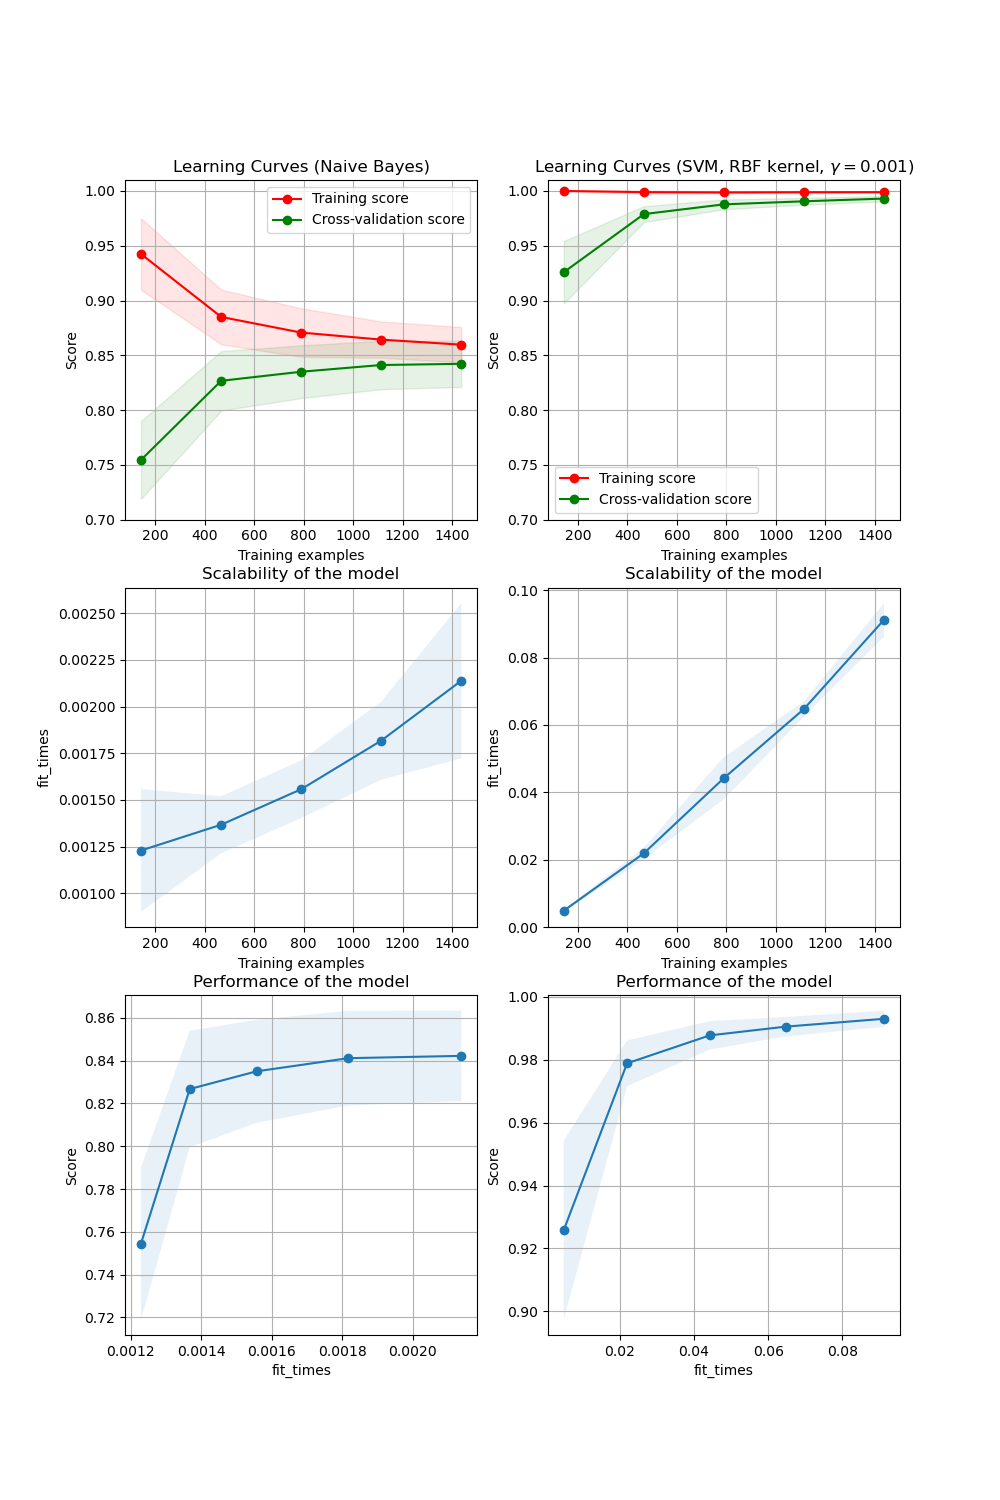 Learning Curves (Naive Bayes)
1.00
0.95
0.90
0.85
0.80
0.75
0.70
Score
Training score
Cross-validation score
200 400 600 800 1000 1200 1400
Training examples
Learning Curves (SVM, RBF kernel, γ = 0.001)
1.00
0.95
0.90
0.85
0.80
0.75
0.70
Score
Training score
Cross-validation score
200 400 600 800 1000 1200 1400
Training examples
Scalability of the model
0.00250
0.00225
0.00200
0.00175
0.00150
0.00125
0.00100
fit_times
200 400 600 800 1000 1200 1400
Training examples
Scalability of the model
0.10
0.08
0.06
0.04
0.02
0.00
fit_times
200 400 600 800 1000 1200 1400
Training examples
Performance of the model
0.86
0.84
0.82
0.80
0.78
0.76
0.74
0.72
Score
0.0012 0.0014 0.0016 0.0018 0.0020
fit_times
Performance of the model
1.00
0.98
0.96
0.94
0.92
0.90
Score
0.02 0.04 0.06 0.08
fit_times